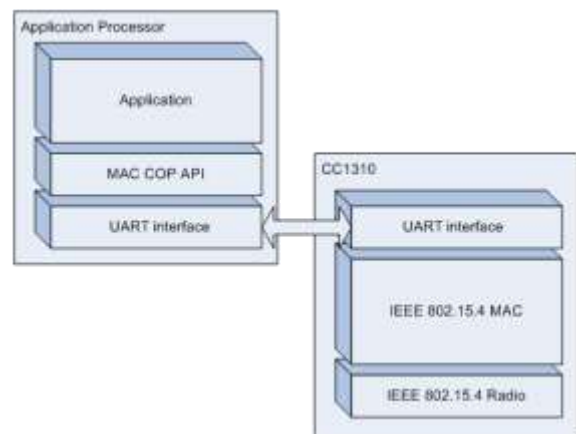 Application Processor
Application
MAC COP API
UART interface
CC1310
UART interface
IEEE 802.15.4 MAC
IEEE 802.15.4 Radio